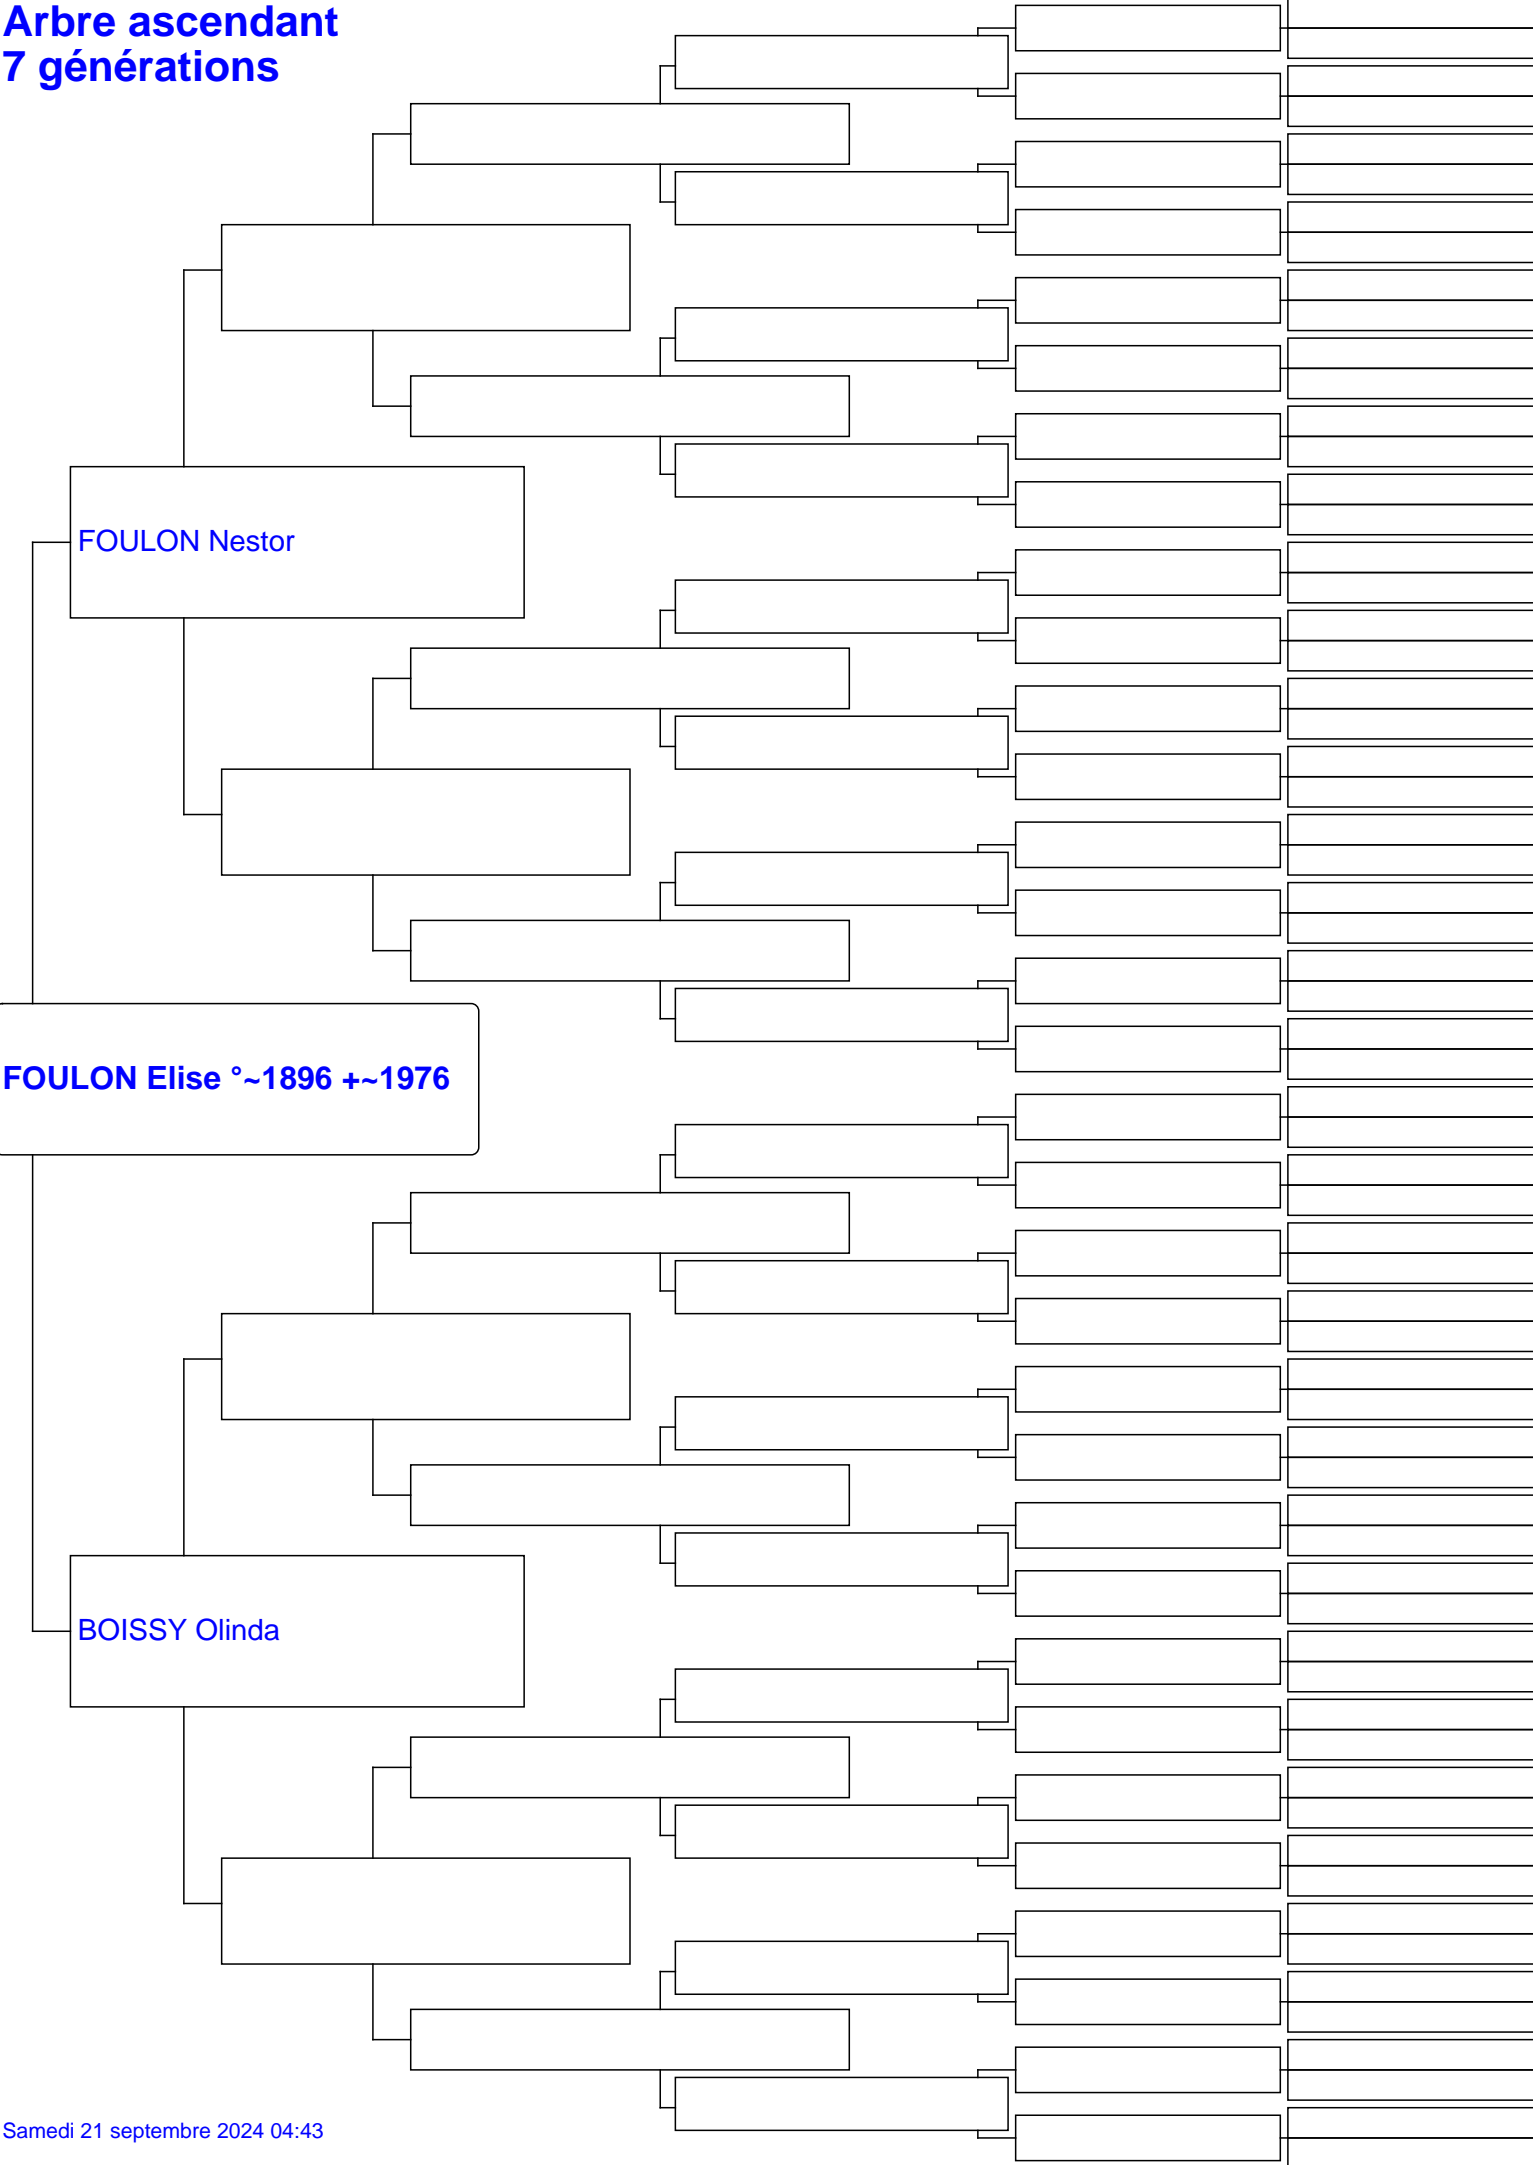 Arbre ascendant
7 générations
FOULON Nestor
FOULON Elise °~1896 +~1976
BOISSY Olinda
Samedi 21 septembre 2024 04:43